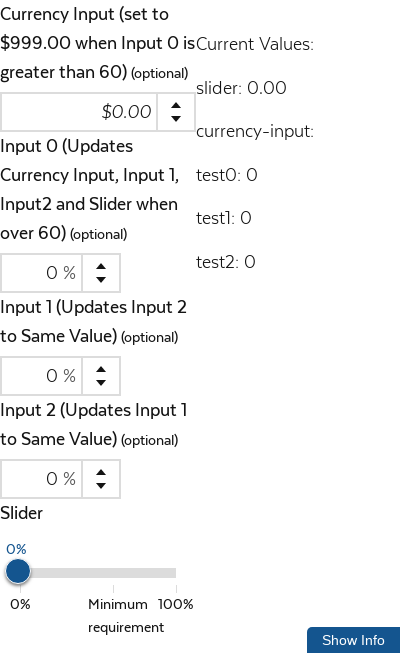 Currency Input (set to
$999.00 when Input 0 is
greater than 60) (optional)
$0.00
Input 0 (Updates
Currency Input, Input 1,
Input2 and Slider when
over 60) (optional)
0 %
Input 1 (Updates Input 2
to Same Value) (optional)
0 %
Input 2 (Updates Input 1
to Same Value) (optional)
0 %
Slider
0%
0% Minimum 100%
requirement
Current Values:
slider: 0.00
currency-input:
test0: 0
test1: 0
test2: 0
Show Info